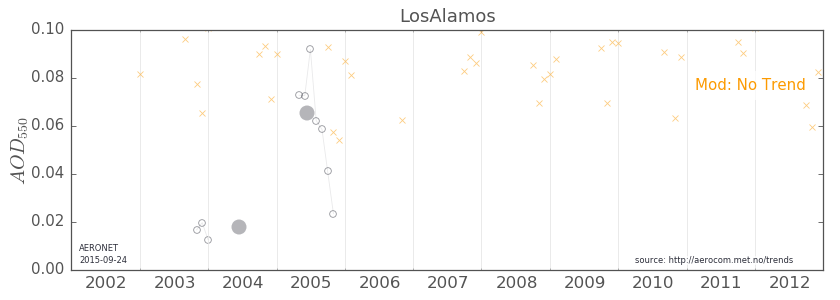 LosAlamos
0.10
0.08
0.06
0.04
0.02
0.00
AOD550
Mod: No Trend
AERONET
2015-09-24
source: http://aerocom.met.no/trends
2002 2003 2004 2005 2006 2007 2008 2009 2010 2011 2012